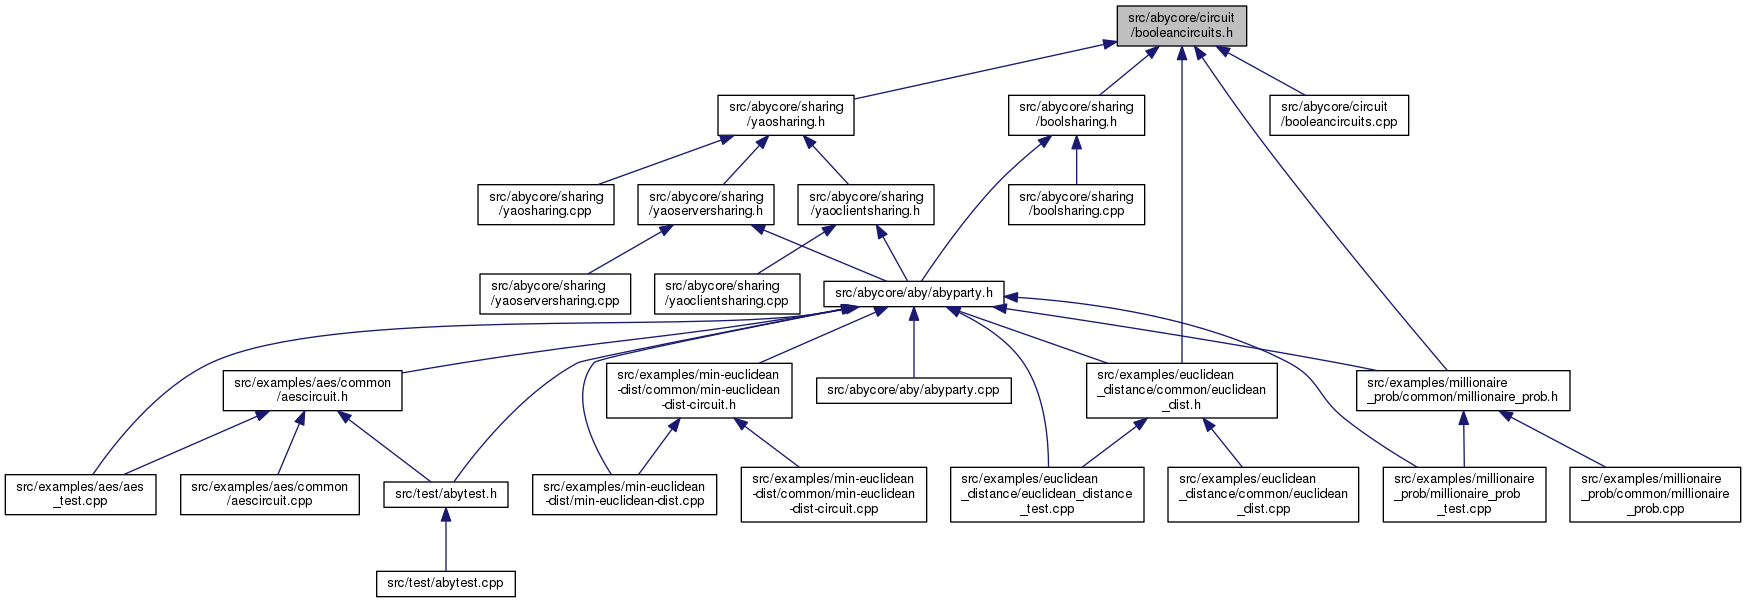 src/abycore/circuit
/booleancircuits.h
src/abycore/sharing
/yaosharing.h
src/abycore/sharing
/boolsharing.h
src/abycore/circuit
/booleancircuits.cpp
src/abycore/sharing
/yaosharing.cpp
src/abycore/sharing
/yaoserversharing.h
src/abycore/sharing
/yaoclientsharing.h
src/abycore/sharing
/boolsharing.cpp
src/abycore/sharing
/yaoserversharing.cpp
src/abycore/sharing
/yaoclientsharing.cpp
src/abycore/aby/abyparty.h
src/examples/aes/common
/aescircuit.h
src/examples/min-euclidean
-dist/common/min-euclidean
-dist-circuit.h
src/abycore/aby/abyparty.cpp
src/examples/euclidean
_distance/common/euclidean
_dist.h
src/examples/millionaire
_prob/common/millionaire_prob.h
src/examples/aes/aes
_test.cpp
src/examples/aes/common
/aescircuit.cpp
src/test/abytest.h
src/examples/min-euclidean
-dist/min-euclidean-dist.cpp
src/examples/min-euclidean
-dist/common/min-euclidean
-dist-circuit.cpp
src/examples/euclidean
_distance/euclidean_distance
_test.cpp
src/examples/euclidean
_distance/common/euclidean
_dist.cpp
src/examples/millionaire
_prob/millionaire_prob
_test.cpp
src/examples/millionaire
_prob/common/millionaire
_prob.cpp
src/test/abytest.cpp